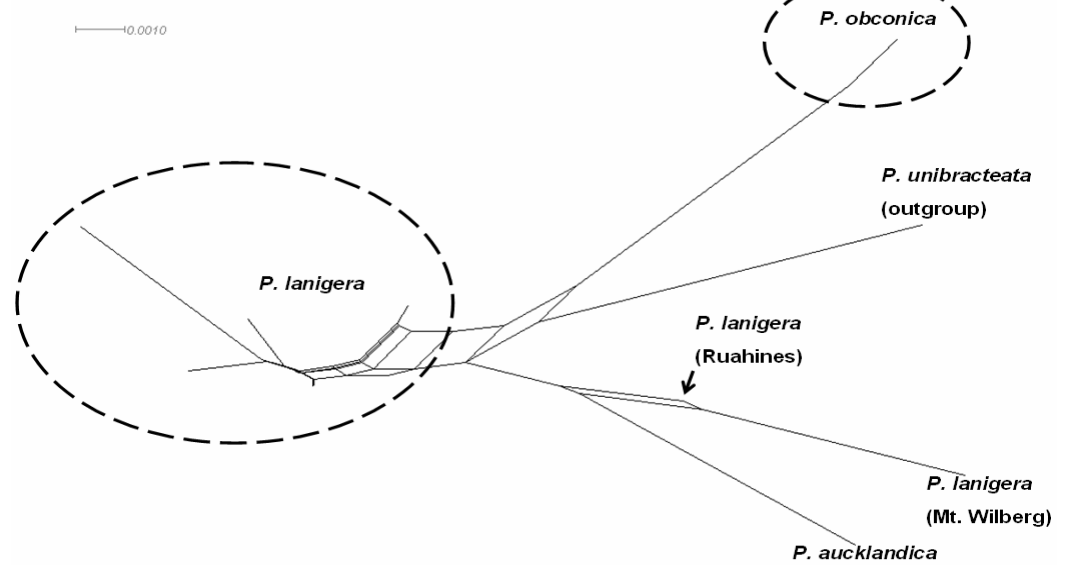 0.0010
P. obconica
P. unibracteata
(outgroup)
P. lanigera
P. lanigera
(Ruahines)
P. lanigera
(Mt. Wilberg)
P. aucklandica